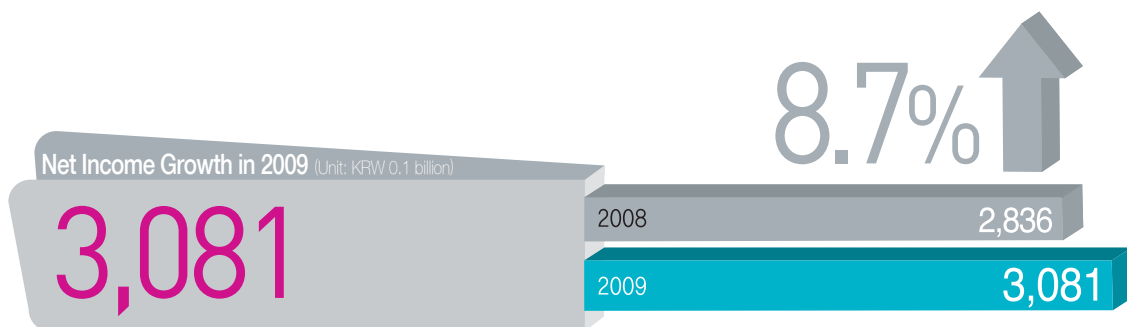 8.7%
Net Income Growth in 2009 (Unit: KRW 0.1 billion)
3,081
2008 2,836
2009 3,081